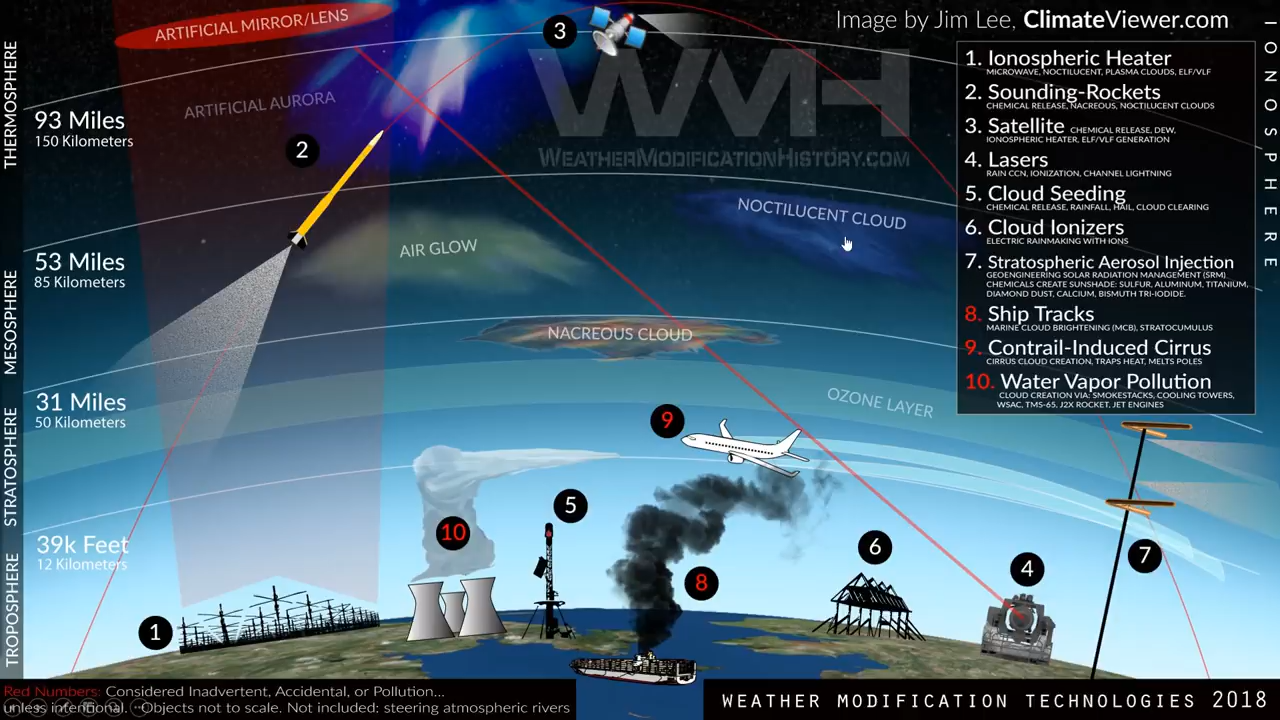 Image by Jim Lee, ClimateViewer.com
ARTIFICIAL MIRROR/LENS
3
WMH
WEATHERMODIFICATIONHISTORY.COM
ARTIFICIAL AURORA
2
THERMOSPHERE
93 Miles
150 Kilometers
NOCTILUCENT CLOUD
AIR GLOW
53 Miles
85 Kilometers
MESOSPHERE
NACREOUS CLOUD
31 Miles
50 Kilometers
OZONE LAYER
STRATOSPHERE
9
39k Feet
12 Kilometers
TROPOSPHERE
10
5
8
6
4
7
1
IONOSPHERE
1. Ionospheric Heater
MICROWAVE, NOCTILUCENT, PLASMA CLOUDS, ELF/VLF
2. Sounding-Rockets
CHEMICAL RELEASE, NACREOUS, NOCTILUCENT CLOUDS
3. Satellite CHEMICAL RELEASE, DEW,
IONOSPHERIC HEATER, ELF/VLF GENERATION
4. Lasers
RAIN CCN, IONIZATION, CHANNEL LIGHTNING
5. Cloud Seeding
CHEMICAL RELEASE, RAINFALL, HAIL, CLOUD CLEARING
6. Cloud Ionizers
ELECTRIC RAINMAKING WITH IONS
7. Stratospheric Aerosol Injection
GEOENGINEERING SOLAR RADIATION MANAGEMENT (SRM)
CHEMICALS CREATE SUNSHADE: SULFUR, ALUMINUM, TITANIUM,
DIAMOND DUST, CALCIUM, BISMUTH TRI-IODIDE.
8. Ship Tracks
MARINE CLOUD BRIGHTENING (MCB), STRATOCUMULUS
9. Contrail-Induced Cirrus
CIRRUS CLOUD CREATION, TRAPS HEAT, MELTS POLES
10. Water Vapor Pollution
CLOUD CREATION VIA: SMOKESTACKS, COOLING TOWERS,
WSAC, TMS-65, J2X ROCKET, JET ENGINES
Red Numbers: Considered Inadvertent, Accidental, or Pollution...
unless intentional. *Objects not to scale. Not included: steering atmospheric rivers
WEATHER MODIFICATION TECHNOLOGIES 2018